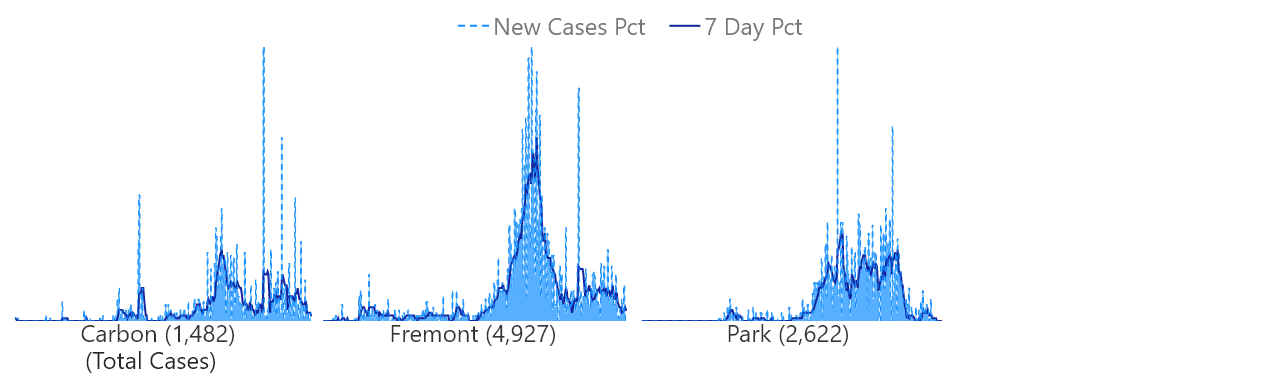 New Cases Pct 7 Day Pct
Carbon (1,482) Fremont (4,927) Park (2,622)
(Total Cases)